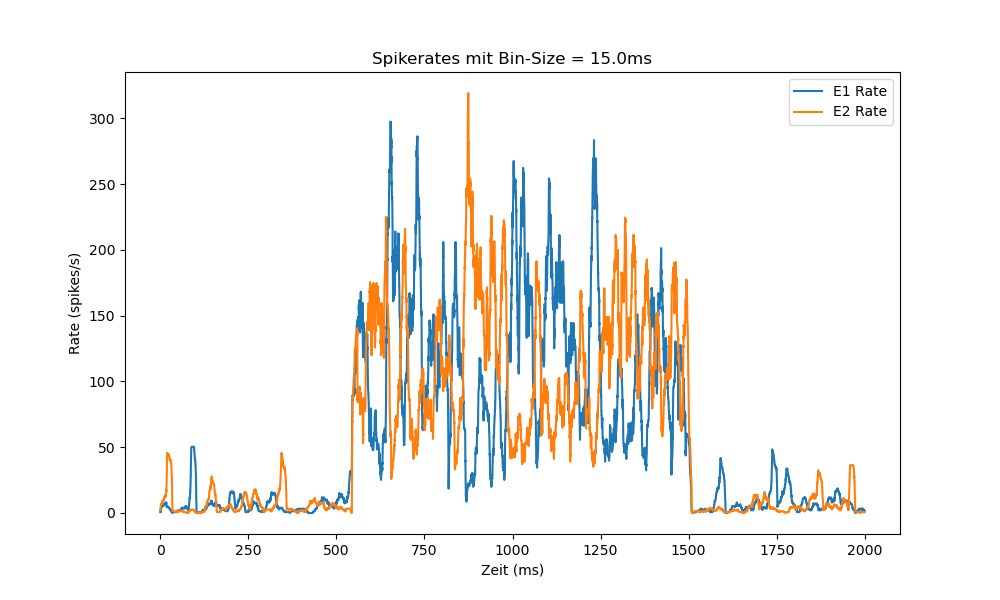 Spikerates mit Bin-Size = 15.0ms
E1 Rate
E2 Rate
Rate (spikes/s)
300
250
200
150
100
50
0
0 250 500 750 1000 1250 1500 1750 2000
Zeit (ms)